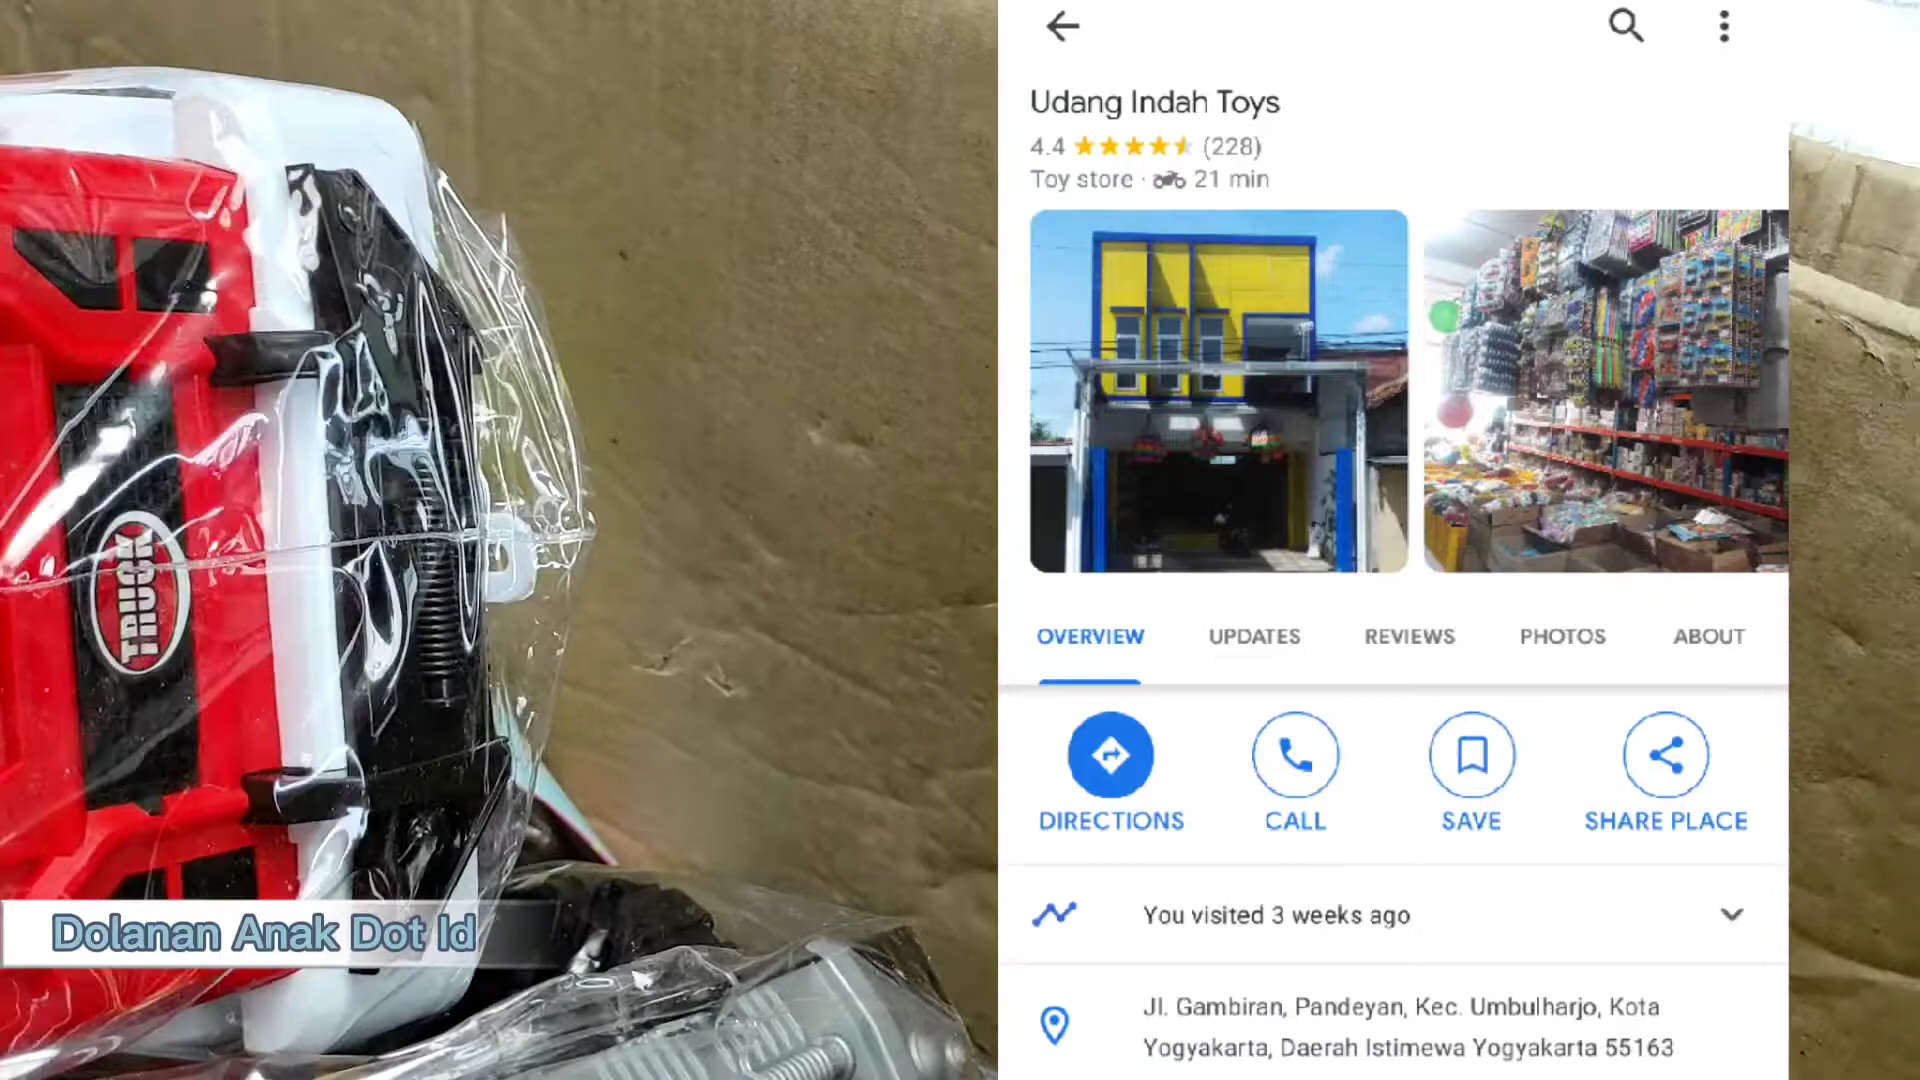 TRUCK
Dolanan Anak Dot Id
Udang Indah Toys
4.4 (228)
Toy store · 21 min
OVERVIEW UPDATES REVIEWS PHOTOS ABOUT
DIRECTIONS CALL SAVE SHARE PLACE
You visited 3 weeks ago
Jl. Gambiran, Pandeyan, Kec. Umbulharjo, Kota
Yogyakarta, Daerah Istimewa Yogyakarta 55163